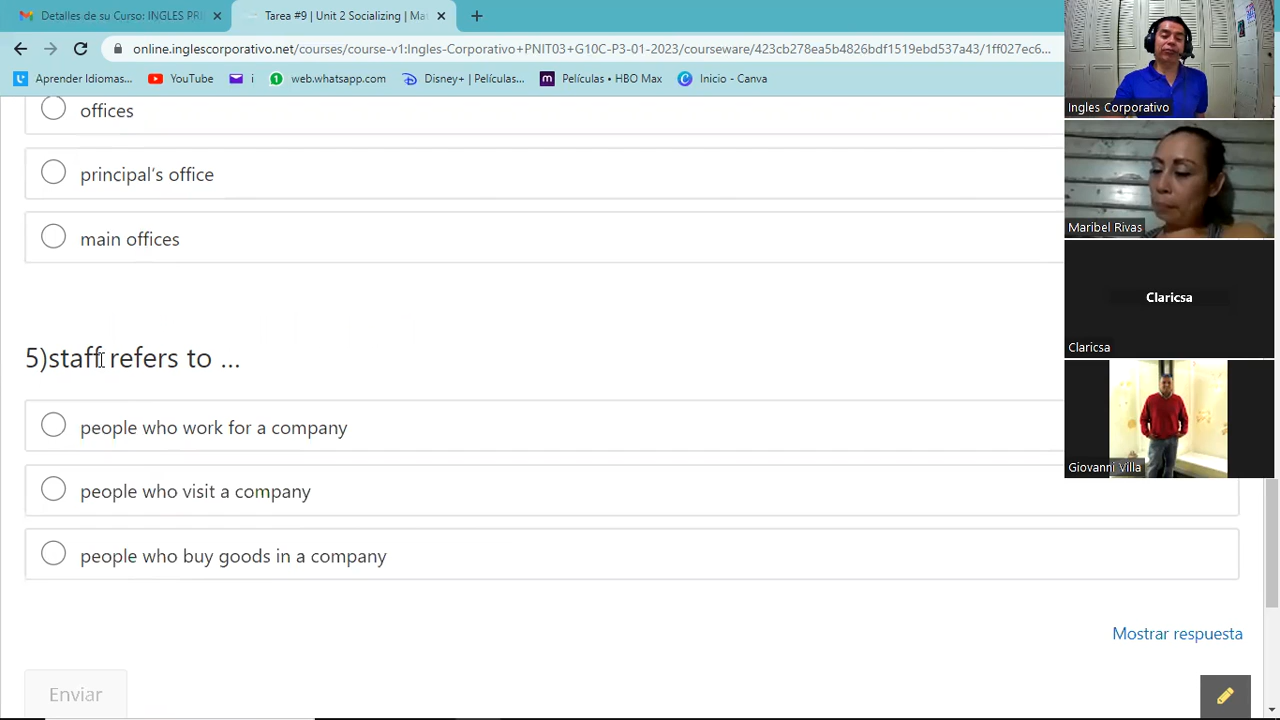 Detalles de su Curso: INGLES PRI
Tarea #9 | Unit 2 Socializing |
online.inglescorporativo.net/courses/course-v1:Ingles-Corporativo+PNIT03+G10C-P3-01-2023+courseware/423cb278ea5b4826bdf1c09ebd537a43/1ff027ec6...
Aprender Idiomas...
YouTube
i
web.whatsapp.com
Disney+ | Películas y...
Películas • HBO Max
Inicio - Canva
offices
principal's office
main offices
5)staff refers to ...
people who work for a company
people who visit a company
people who buy goods in a company
Mostrar respuesta
Enviar
Ingles Corporativo
Maribel Rivas
Claricsa
Claricsa
Giovanni Villa